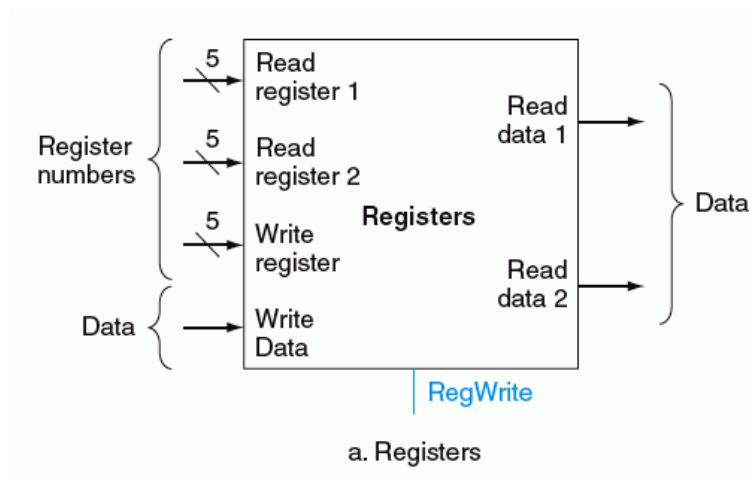 5
Read
register 1
5
Read
register 2
5
Write
register
Write
Data
Register
numbers
Data
Registers
Read
data 1
Read
data 2
Data
RegWrite
a. Registers